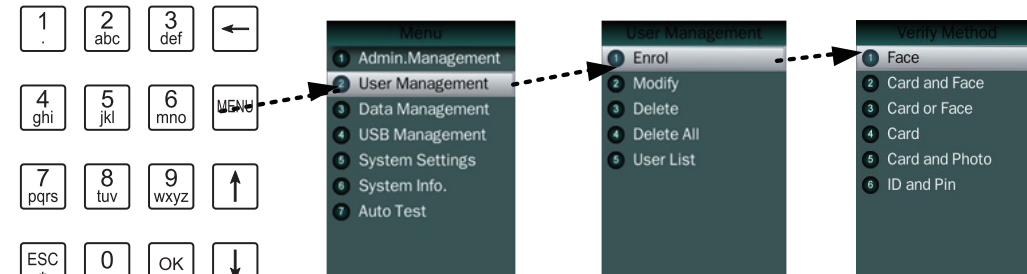 1
.
2
abc
3
def
4
ghi
5
jkl
6
mno
MENU
7
pqrs
8
tuv
9
wxyz
ESC
*
0
OK
Menu
1 Admin.Management
2 User Management
3 Data Management
4 USB Management
5 System Settings
6 System Info.
7 Auto Test
User Management
1 Enrol
2 Modify
3 Delete
4 Delete All
5 User List
Verify Method
1 Face
2 Card and Face
3 Card or Face
4 Card
5 Card and Photo
6 ID and Pin